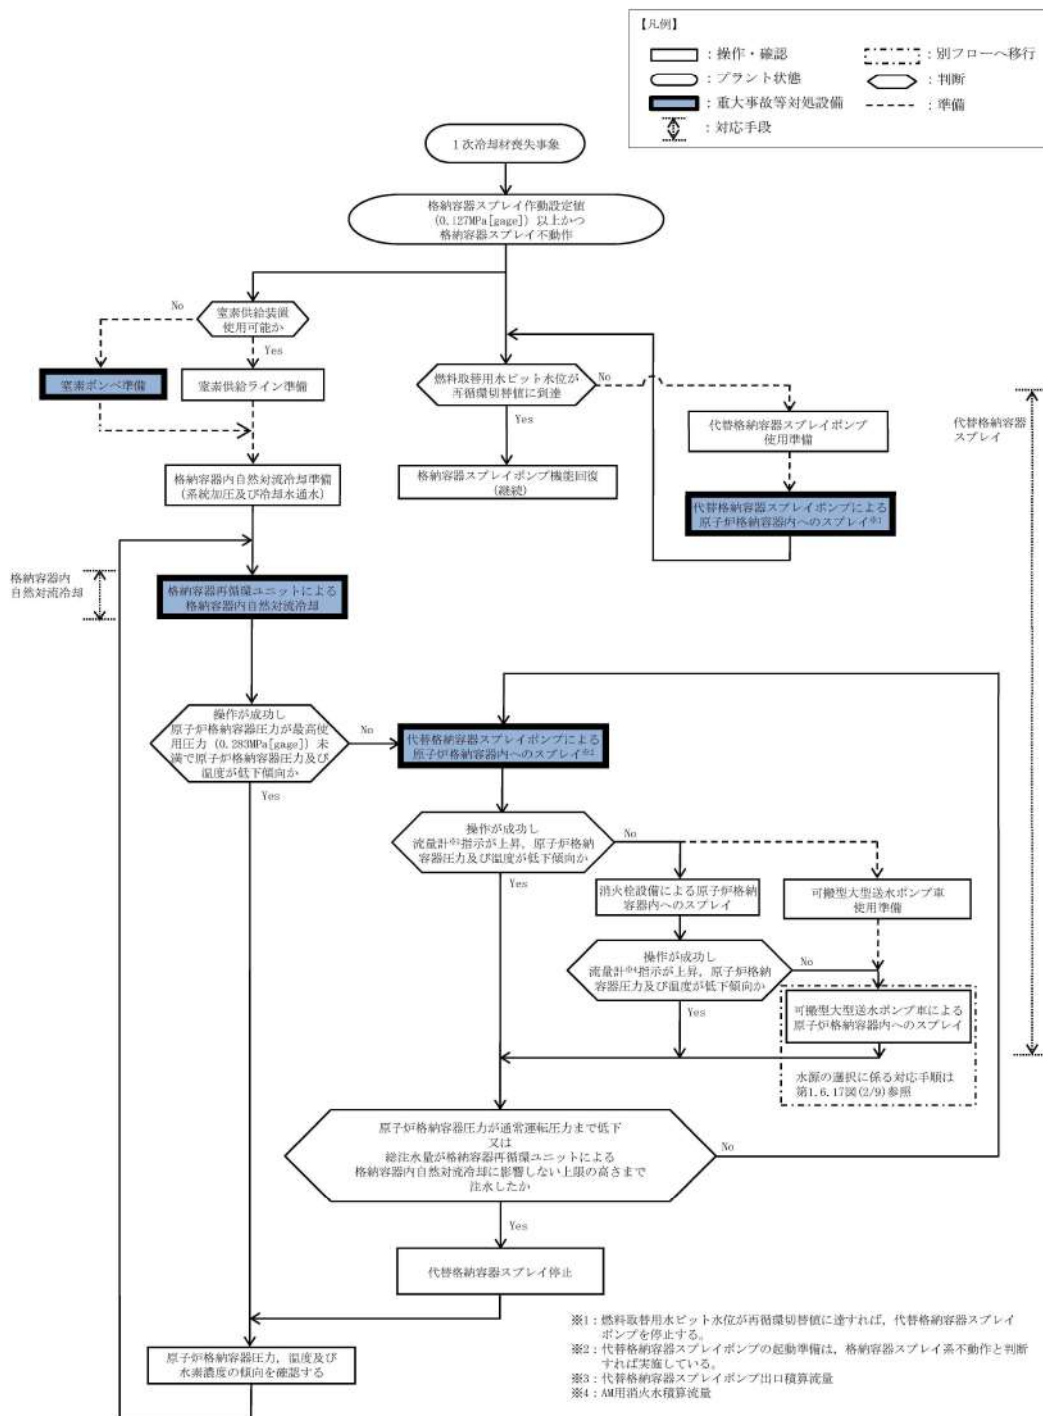 【凡例】
：操作・確認
：別フローへ移行
：プラント状態
：判断
：重大事故等対処設備
：準備
：対応手段
１次冷却材喪失事象
格納容器スプレイ作動設定値
(0.127MPa[gage]) 以上かつ
格納容器スプレイ不動作
No
窒素供給装置
使用可能か
Yes
窒素ボンベ準備
窒素供給ライン準備
燃料取替用水ピット水位が
再循環切替値に到達
No
Yes
代替格納容器スプレイポンプ
使用準備
代替格納容器
スプレイ
格納容器内自然対流冷却準備
(系統加圧及び冷却水通水)
格納容器スプレイポンプ機能回復
(継続)
代替格納容器スプレイポンプによる
原子炉格納容器内へのスプレイ※1
格納容器内
自然対流冷却
格納容器再循環ユニットによる
格納容器内自然対流冷却
操作が成功し
原子炉格納容器圧力が最高使
用圧力（0.283MPa[gage]）未
満で原子炉格納容器圧力及び
温度が低下傾向か
No
Yes
代替格納容器スプレイポンプによる
原子炉格納容器内へのスプレイ※2
操作が成功し
流量計※3指示が上昇，原子炉格納
容器圧力及び温度が低下傾向か
No
Yes
消火栓設備による原子炉格納
容器内へのスプレイ
可搬型大型送水ポンプ車
使用準備
操作が成功し
流量計※4指示が上昇，原子炉格納
容器圧力及び温度が低下傾向か
No
Yes
可搬型大型送水ポンプ車による
原子炉格納容器内へのスプレイ
水源の選択に係る対応手順は
第1.6.17図(2/9)参照
原子炉格納容器圧力が通常運転圧力まで低下
又は
総注水量が格納容器再循環ユニットによる
格納容器内自然対流冷却に影響しない上限の高さまで
注水したか
No
Yes
代替格納容器スプレイ停止
原子炉格納容器圧力，温度及び
水素濃度の傾向を確認する
※1：燃料取替用水ピット水位が再循環切替値に達すれば，代替格納容器スプレイ
ポンプを停止する。
※2：代替格納容器スプレイポンプの起動準備は，格納容器スプレイ系不動作と判断
すれば実施している。
※3：代替格納容器スプレイポンプ出口積算流量
※4：AM用消火水積算流量